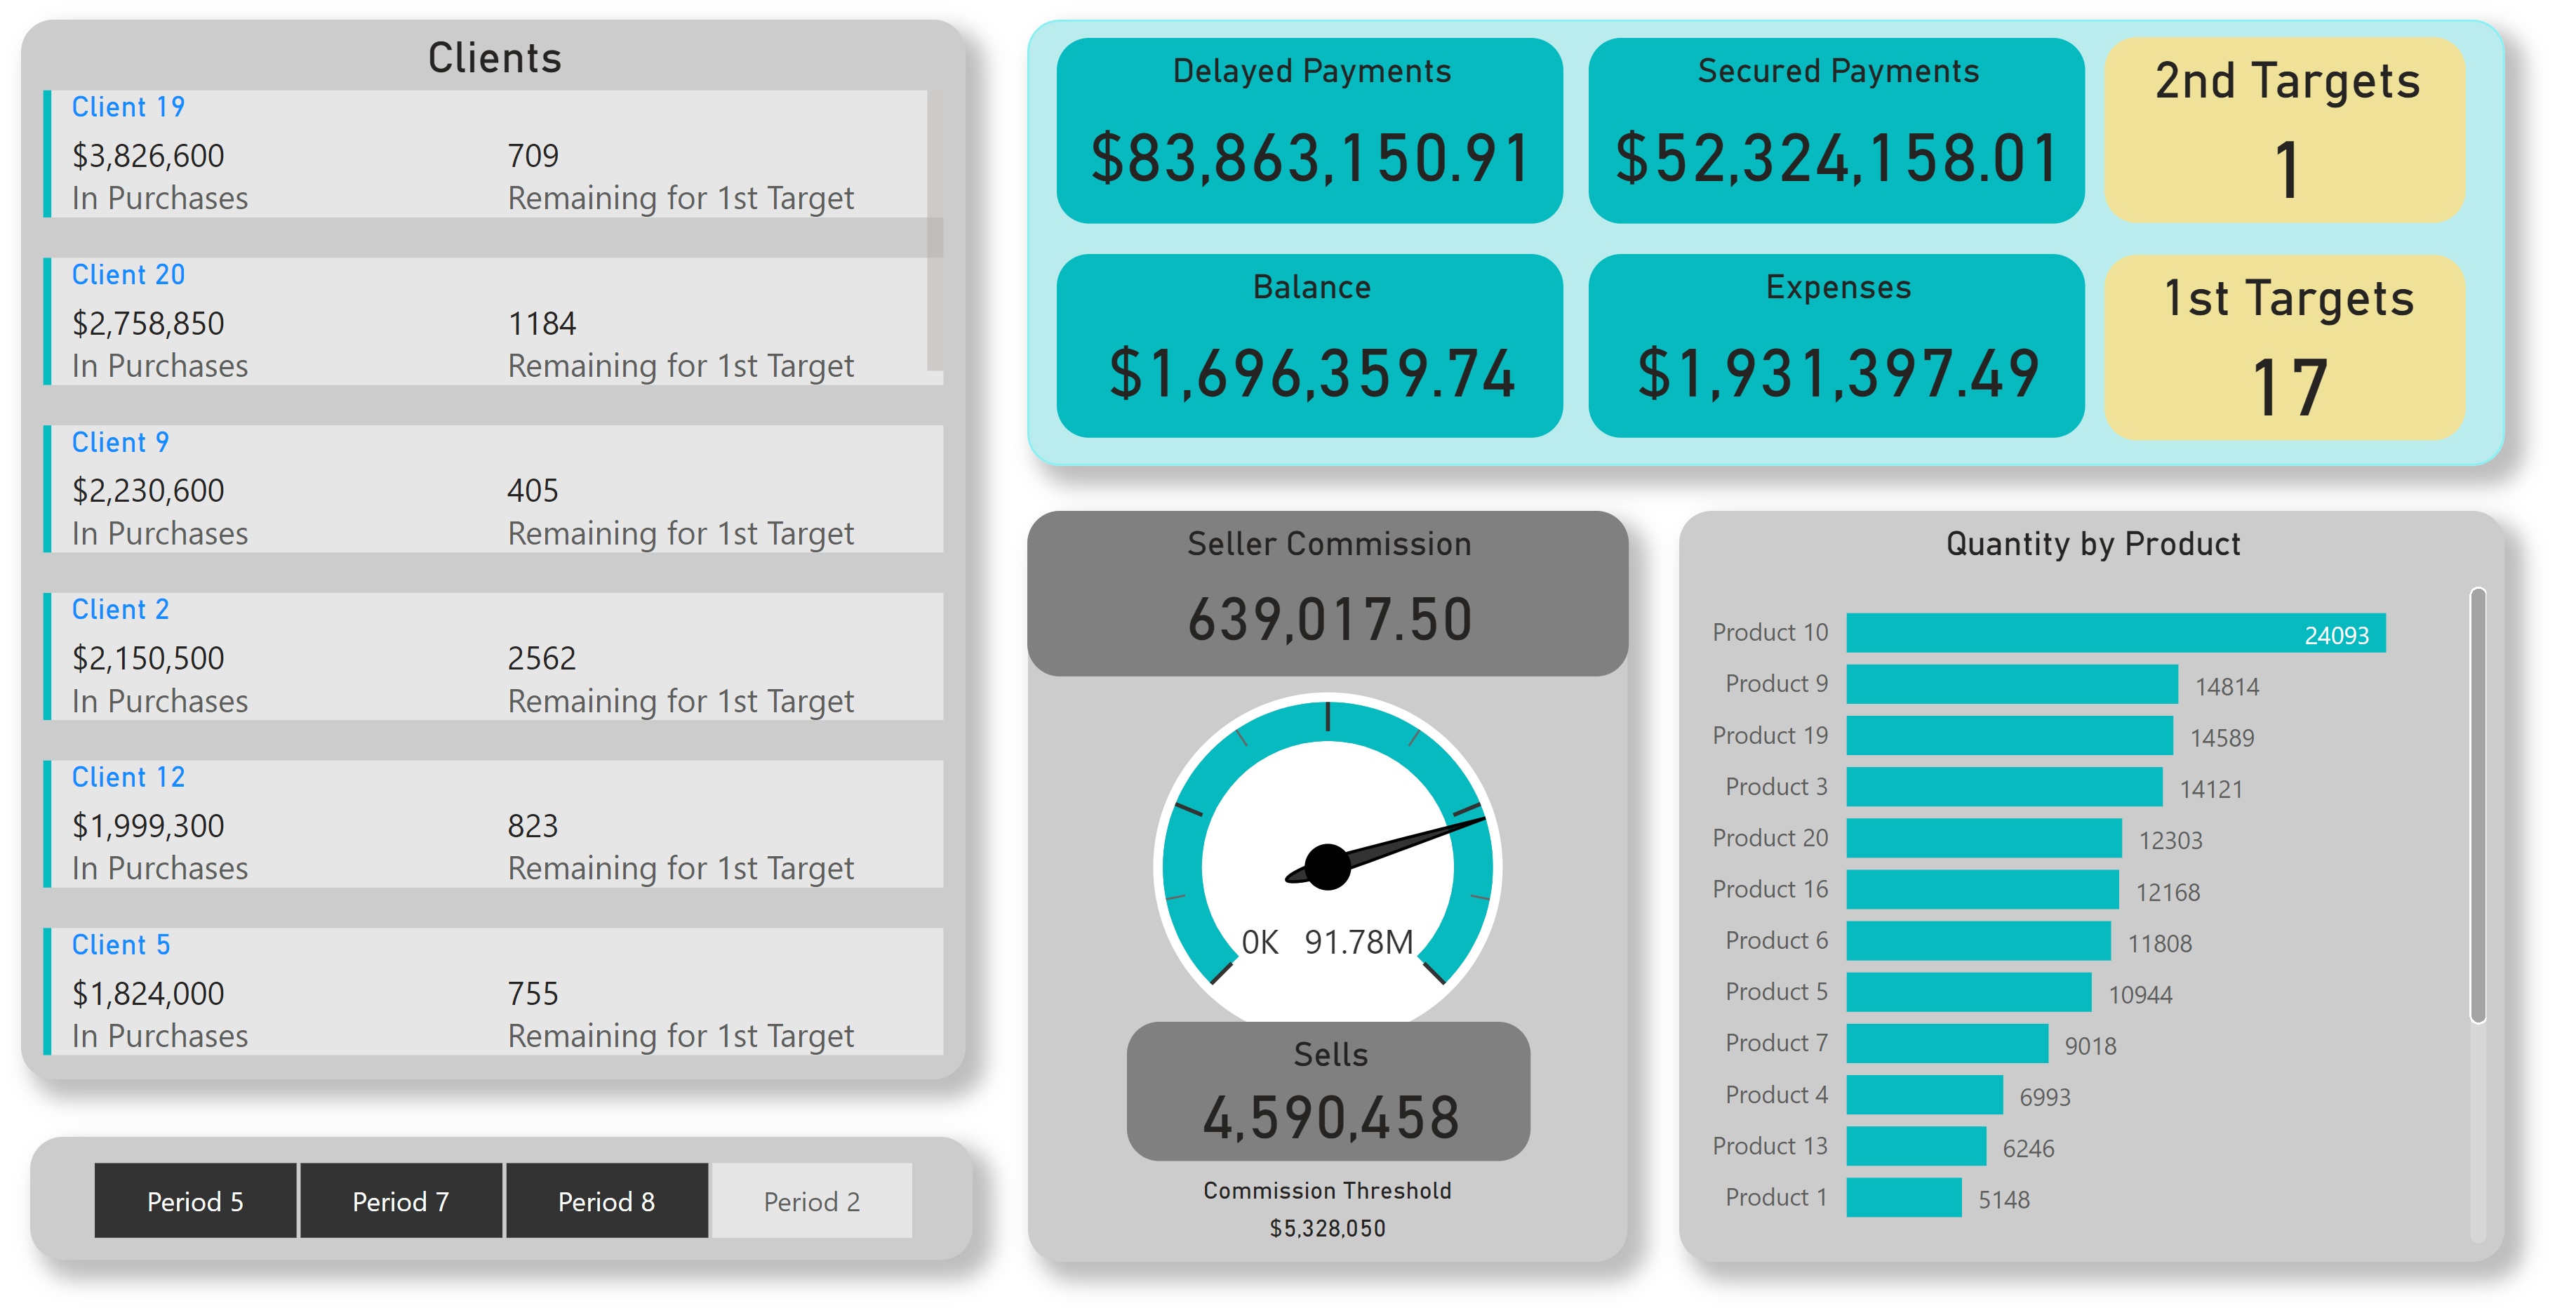 Clients
Client 19
$3,826,600 709
In Purchases Remaining for 1st Target
Client 20
$2,758,850 1184
In Purchases Remaining for 1st Target
Client 9
$2,230,600 405
In Purchases Remaining for 1st Target
Client 2
$2,150,500 2562
In Purchases Remaining for 1st Target
Client 12
$1,999,300 823
In Purchases Remaining for 1st Target
Client 5
$1,824,000 755
In Purchases Remaining for 1st Target
Period 5 Period 7 Period 8 Period 2
Delayed Payments
$83,863,150.91
Secured Payments
$52,324,158.01
2nd Targets
1
Balance
$1,696,359.74
Expenses
$1,931,397.49
1st Targets
17
Seller Commission
639,017.50
0K 91.78M
Sells
4,590,458
Commission Threshold
$5,328,050
Quantity by Product
Product 10 24093
Product 9 14814
Product 19 14589
Product 3 14121
Product 20 12303
Product 16 12168
Product 6 11808
Product 5 10944
Product 7 9018
Product 4 6993
Product 13 6246
Product 1 5148